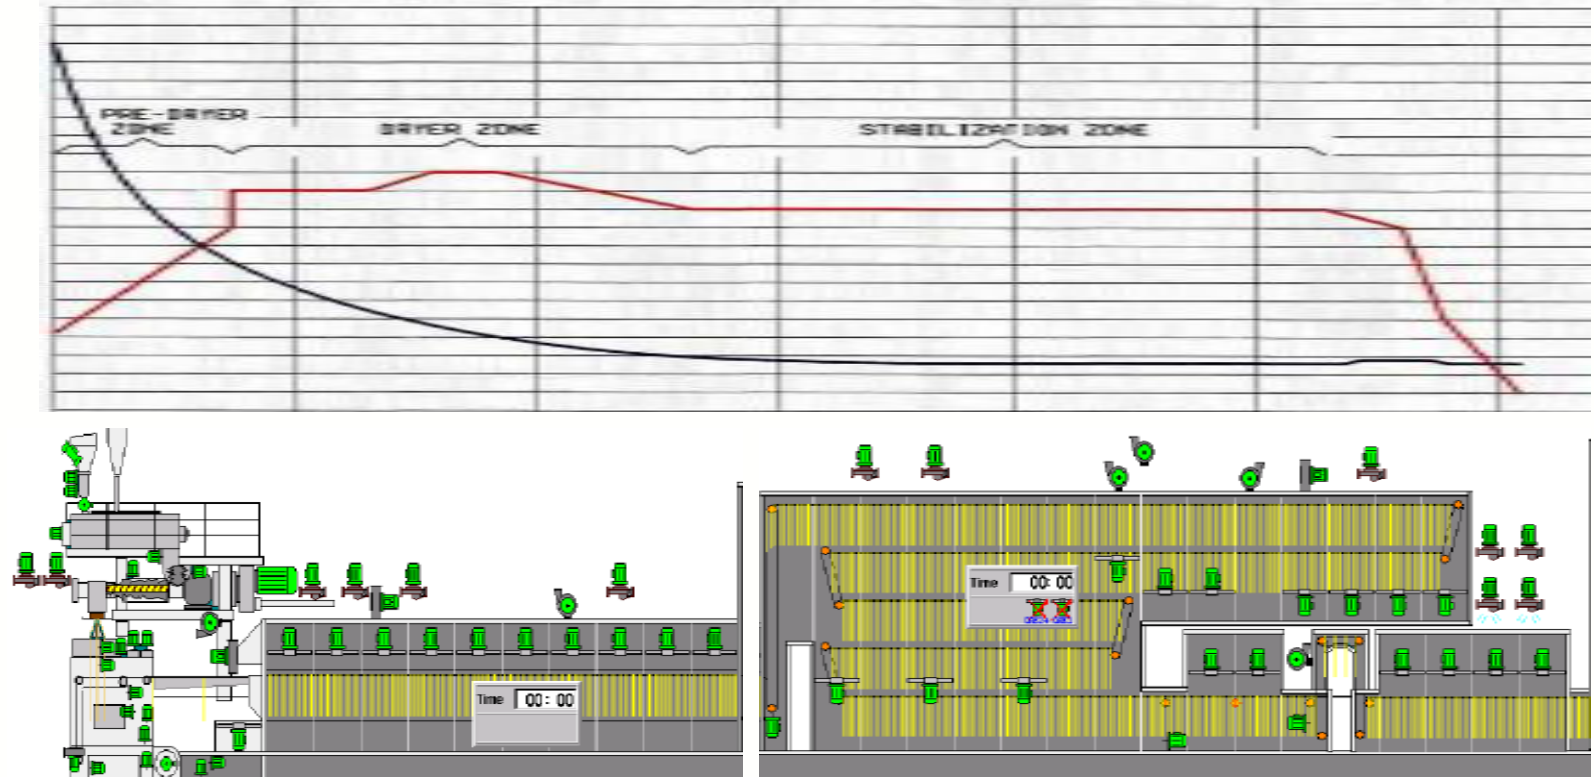 PRE-DRYER
ZONE
DRYER ZONE
STABILIZATION ZONE
Time 00:00
Time 00:00